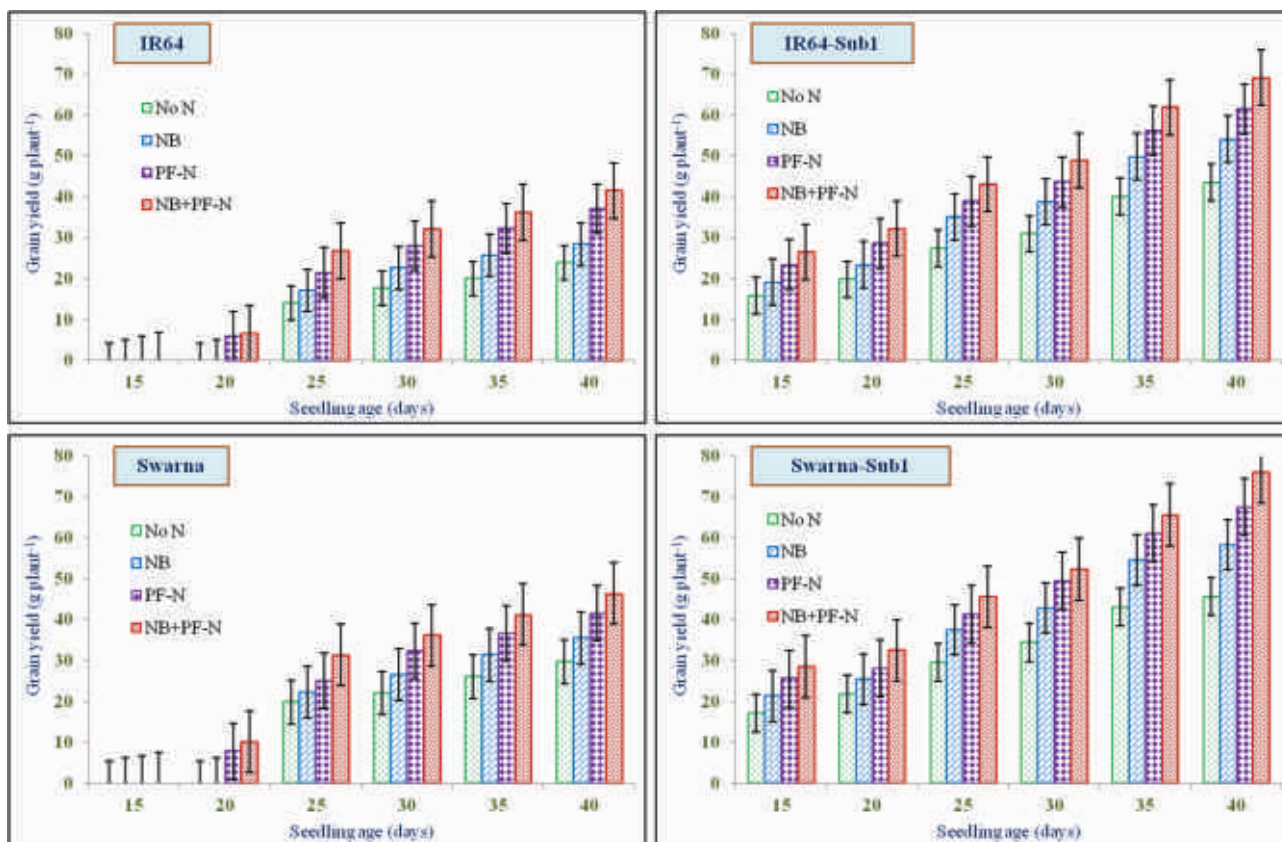 IR64
80
70
60
50
40
30
20
10
0
Grain yield (g plant⁻¹)
No N
NB
PF-N
NB+PF-N
15 20 25 30 35 40
Seedling age (days)
IR64-Sub1
80
70
60
50
40
30
20
10
0
Grain yield (g plant⁻¹)
No N
NB
PF-N
NB+PF-N
15 20 25 30 35 40
Seedling age (days)
Swarna
80
70
60
50
40
30
20
10
0
Grain yield (g plant⁻¹)
No N
NB
PF-N
NB+PF-N
15 20 25 30 35 40
Seedling age (days)
Swarna-Sub1
80
70
60
50
40
30
20
10
0
Grain yield (g plant⁻¹)
No N
NB
PF-N
NB+PF-N
15 20 25 30 35 40
Seedling age (days)